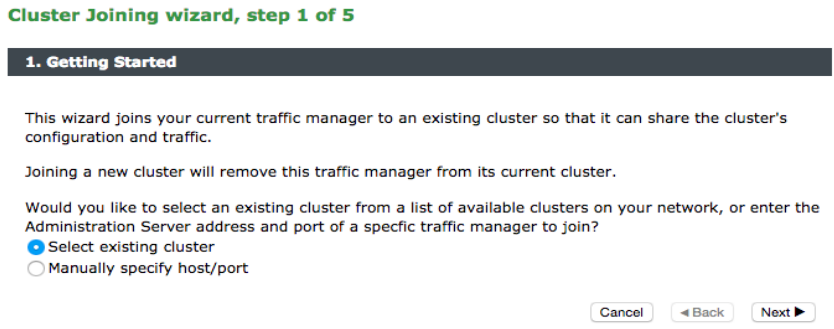 Cluster Joining wizard, step 1 of 5
1. Getting Started
This wizard joins your current traffic manager to an existing cluster so that it can share the cluster's
configuration and traffic.
Joining a new cluster will remove this traffic manager from its current cluster.
Would you like to select an existing cluster from a list of available clusters on your network, or enter the
Administration Server address and port of a specfic traffic manager to join?
Select existing cluster
Manually specify host/port
Cancel ◀ Back Next ▶